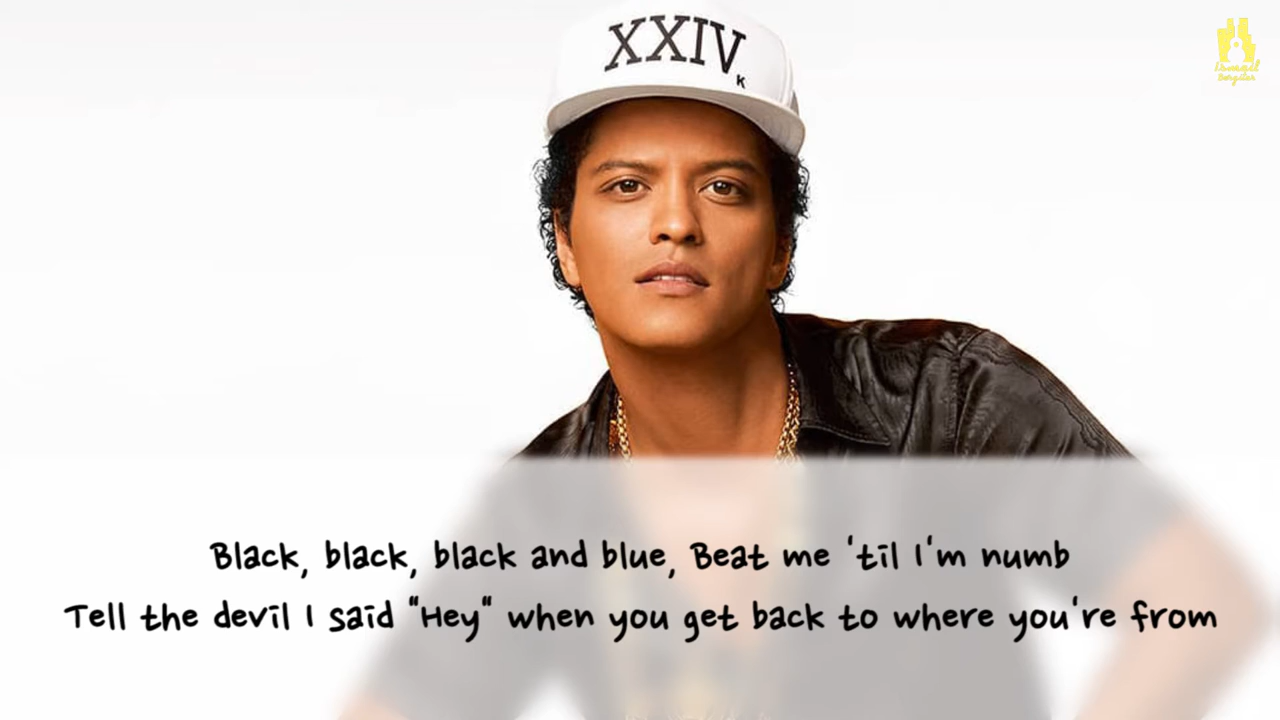 XXIV
K
Black, black, black and blue, Beat me 'til I'm numb
Tell the devil I said "Hey" when you get back to where you're from